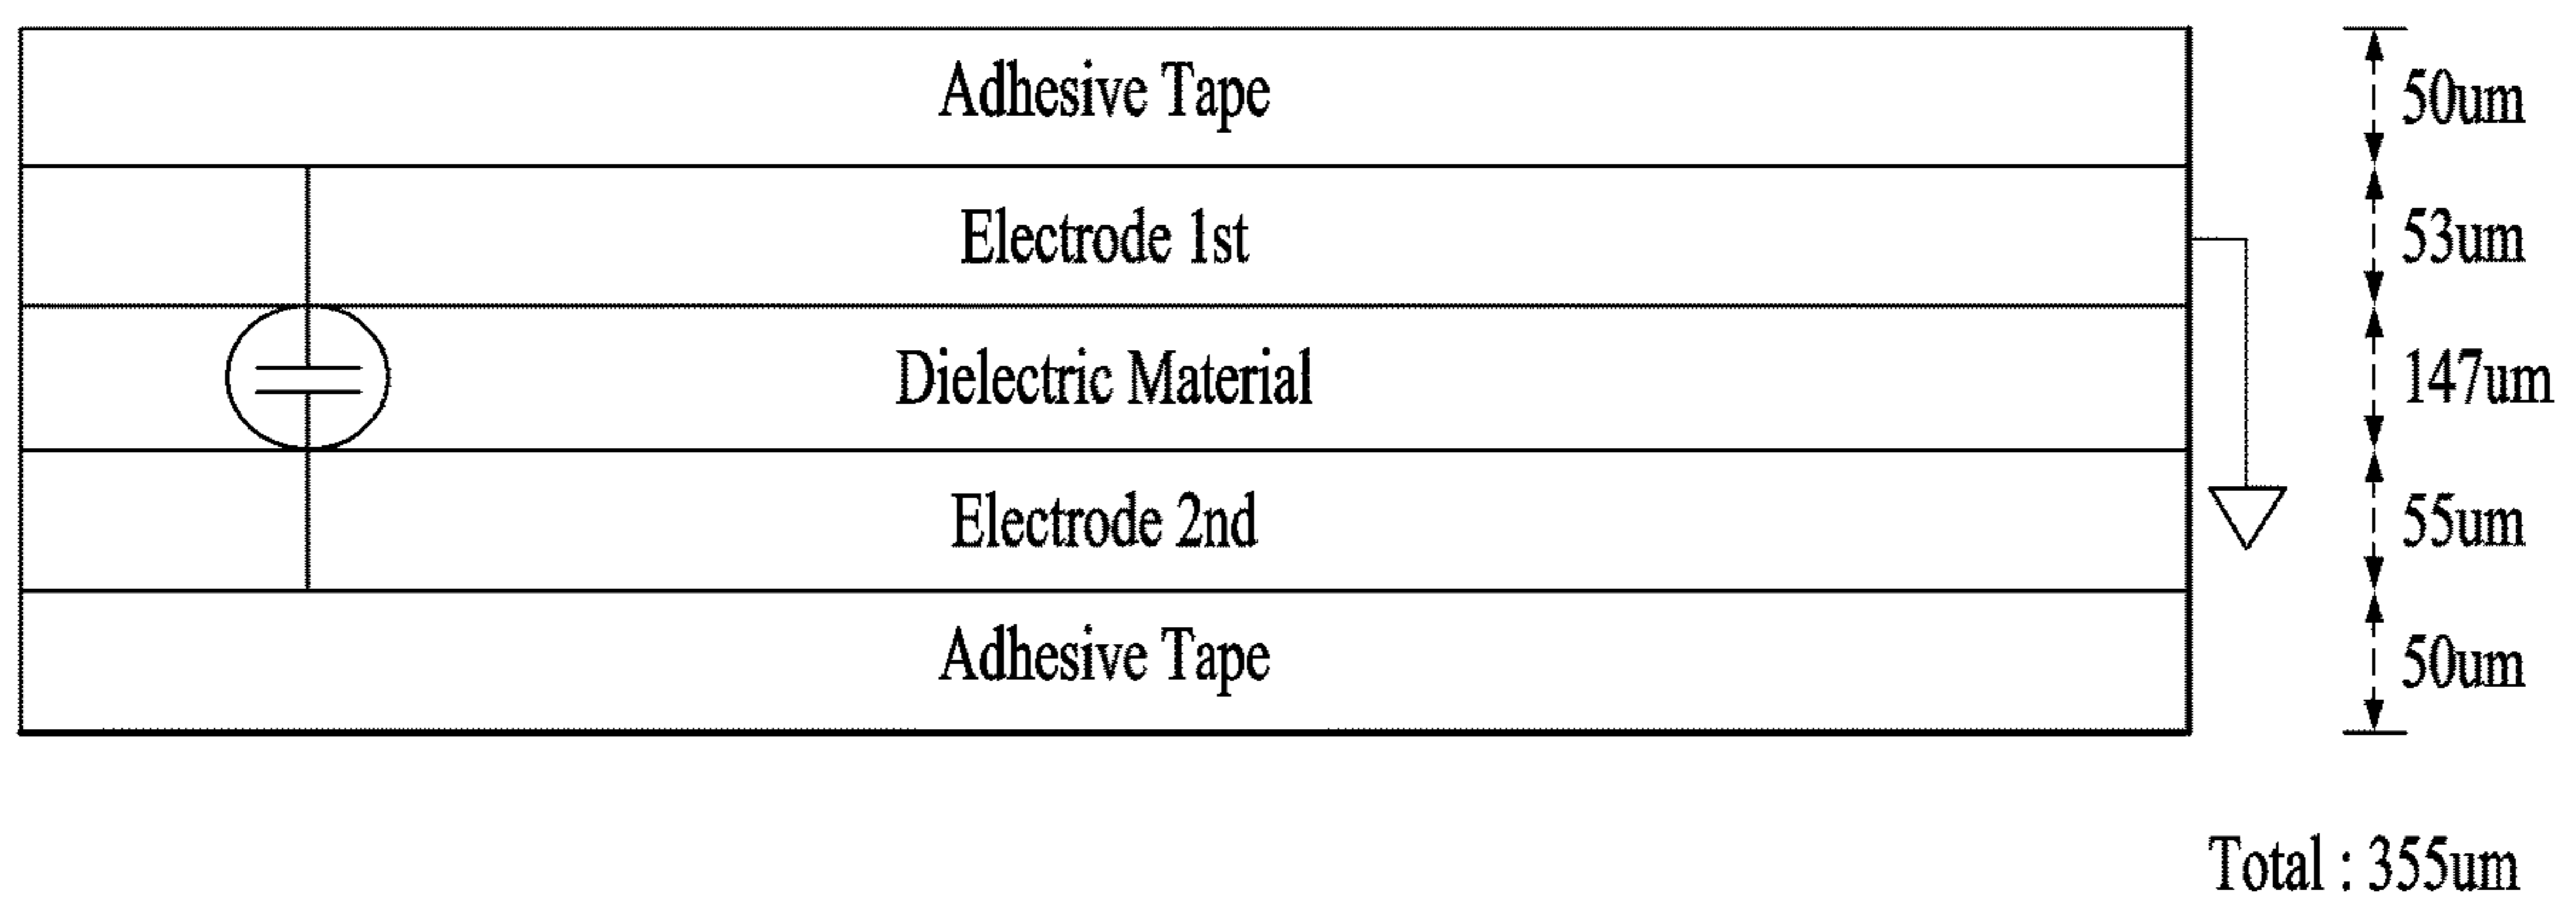 Adhesive Tape 50um
Electrode 1st 53um
Dielectric Material 147um
Electrode 2nd 55um
Adhesive Tape 50um
Total : 355um